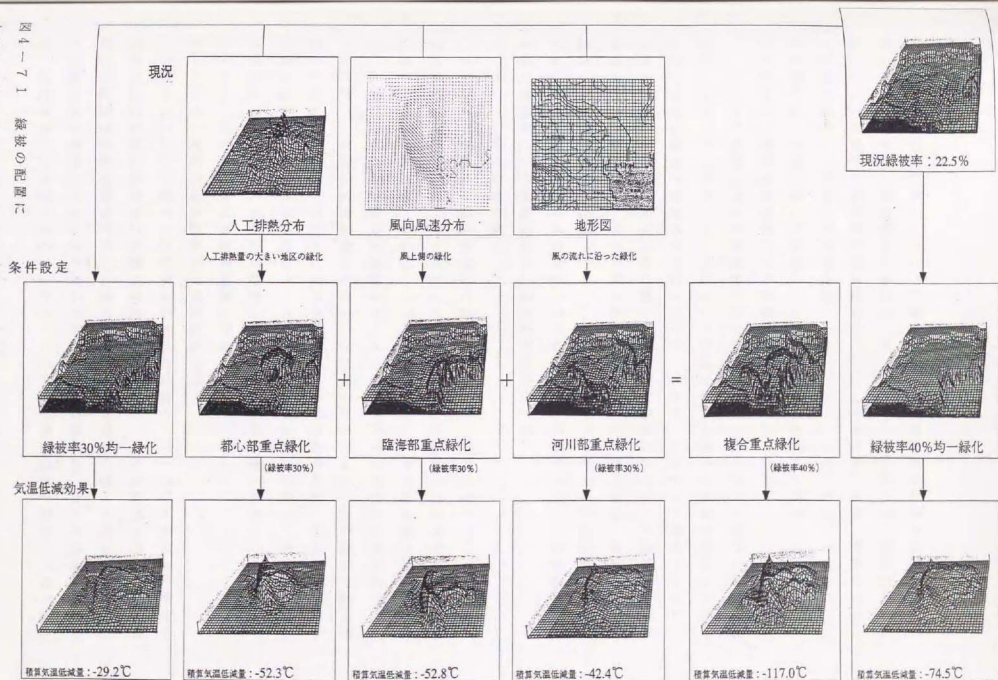 図4-71 緑被の配置に
現況
人工排熱分布
風向風速分布
地形図
現況緑被率:22.5%
人工排熱量の大きい地区の緑化
風上側の緑化
風の流れに沿った緑化
条件設定
緑被率30%均一緑化
都心部重点緑化
+
臨海部重点緑化
+
河川部重点緑化
=
複合重点緑化
緑被率40%均一緑化
(緑被率30%)
(緑被率30%)
(緑被率30%)
(緑被率40%)
気温低減効果
積算気温低減量:-29.2℃
積算気温低減量:-52.3℃
積算気温低減量:-52.8℃
積算気温低減量:-42.4℃
積算気温低減量:-117.0℃
積算気温低減量:-74.5℃